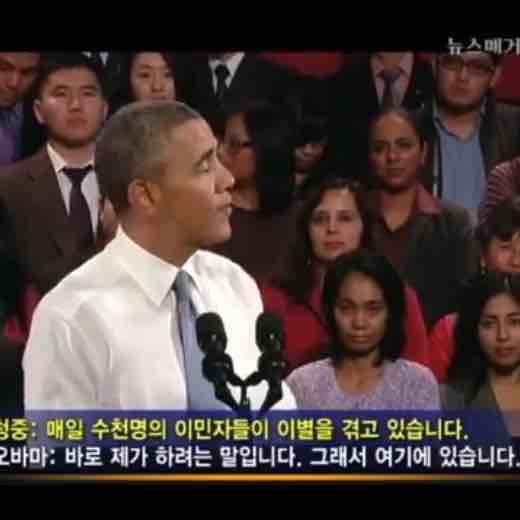 뉴스매거
청중: 매일 수천명의 이민자들이 이별을 겪고 있습니다.
오바마: 바로 제가 하려는 말입니다. 그래서 여기에 있습니다.